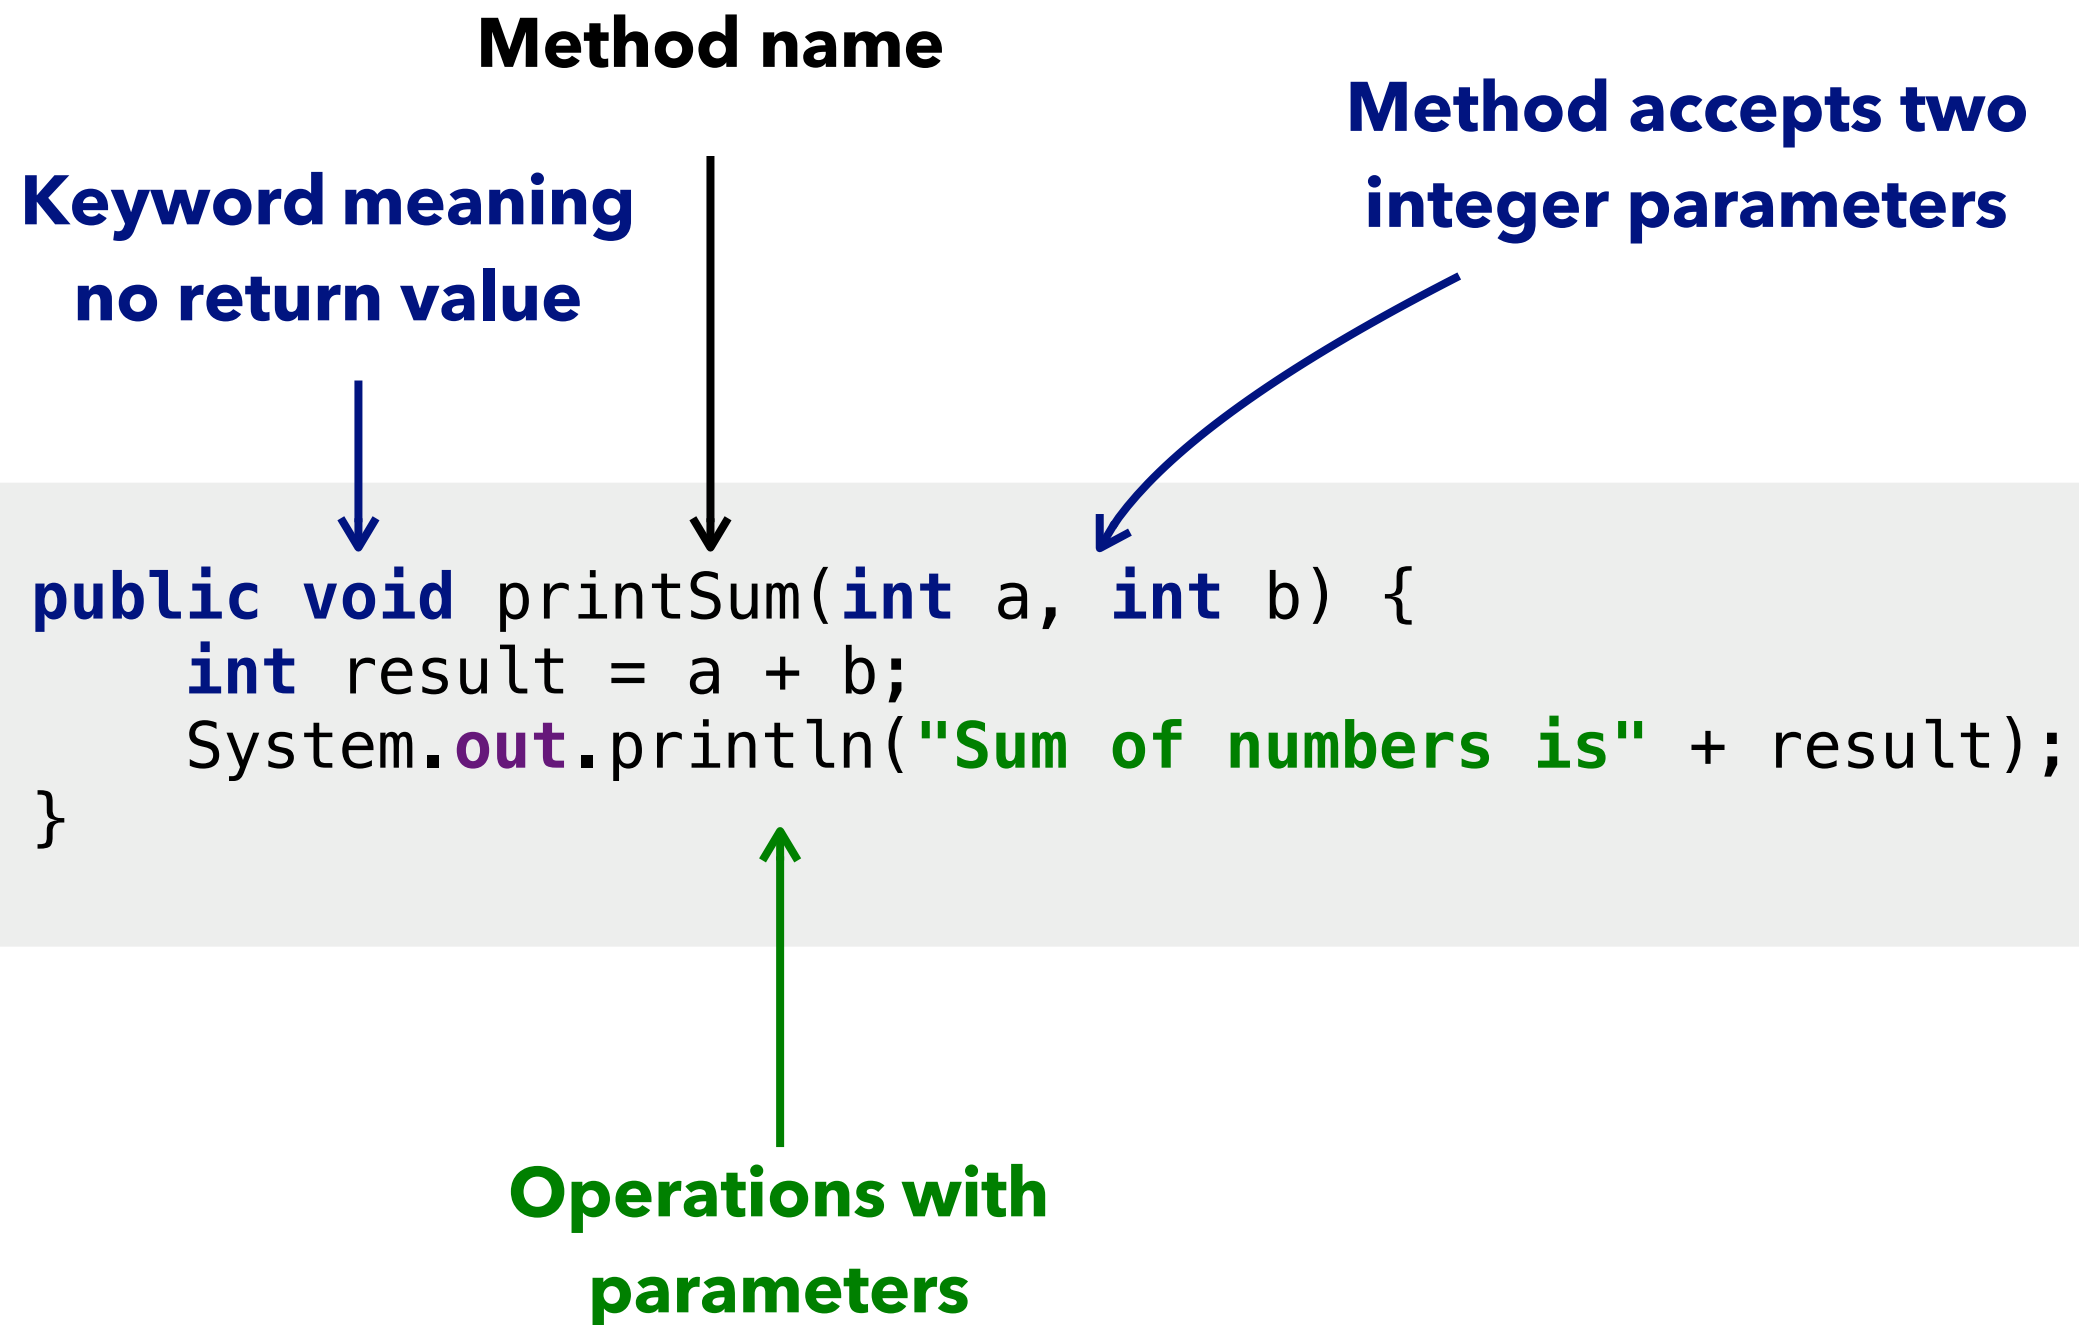 Method name
Method accepts two
integer parameters
Keyword meaning
no return value
public void printSum(int a, int b) {
    int result = a + b;
    System.out.println("Sum of numbers is" + result);
}
Operations with
parameters